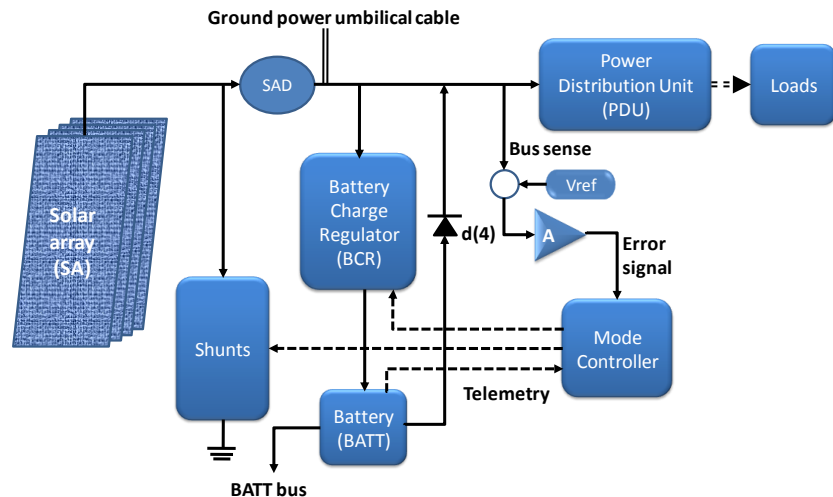 Ground power umbilical cable
SAD
Power
Distribution Unit
(PDU)
Loads
Bus sense
Vref
Solar
array
(SA)
Battery
Charge
Regulator
(BCR)
d(4)
A
Error
signal
Shunts
Mode
Controller
Telemetry
Battery
(BATT)
BATT bus